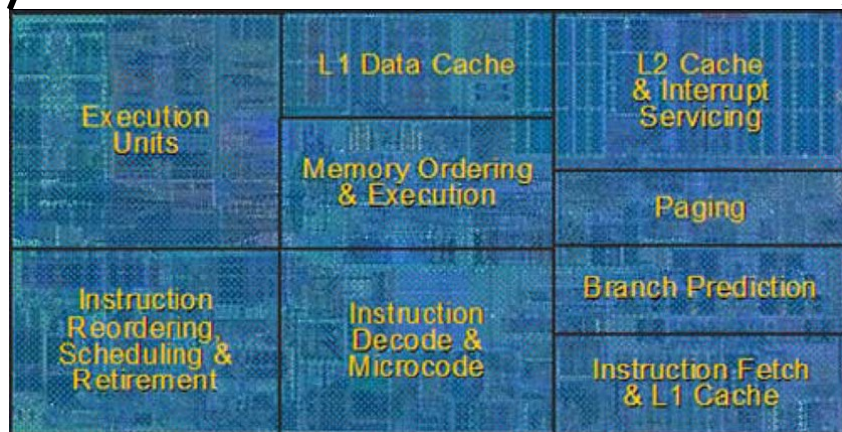 Execution
Units
L1 Data Cache
L2 Cache
& Interrupt
Servicing
Memory Ordering
& Execution
Paging
Instruction
Reordering,
Scheduling &
Retirement
Instruction
Decode &
Microcode
Branch Prediction
Instruction Fetch
& L1 Cache